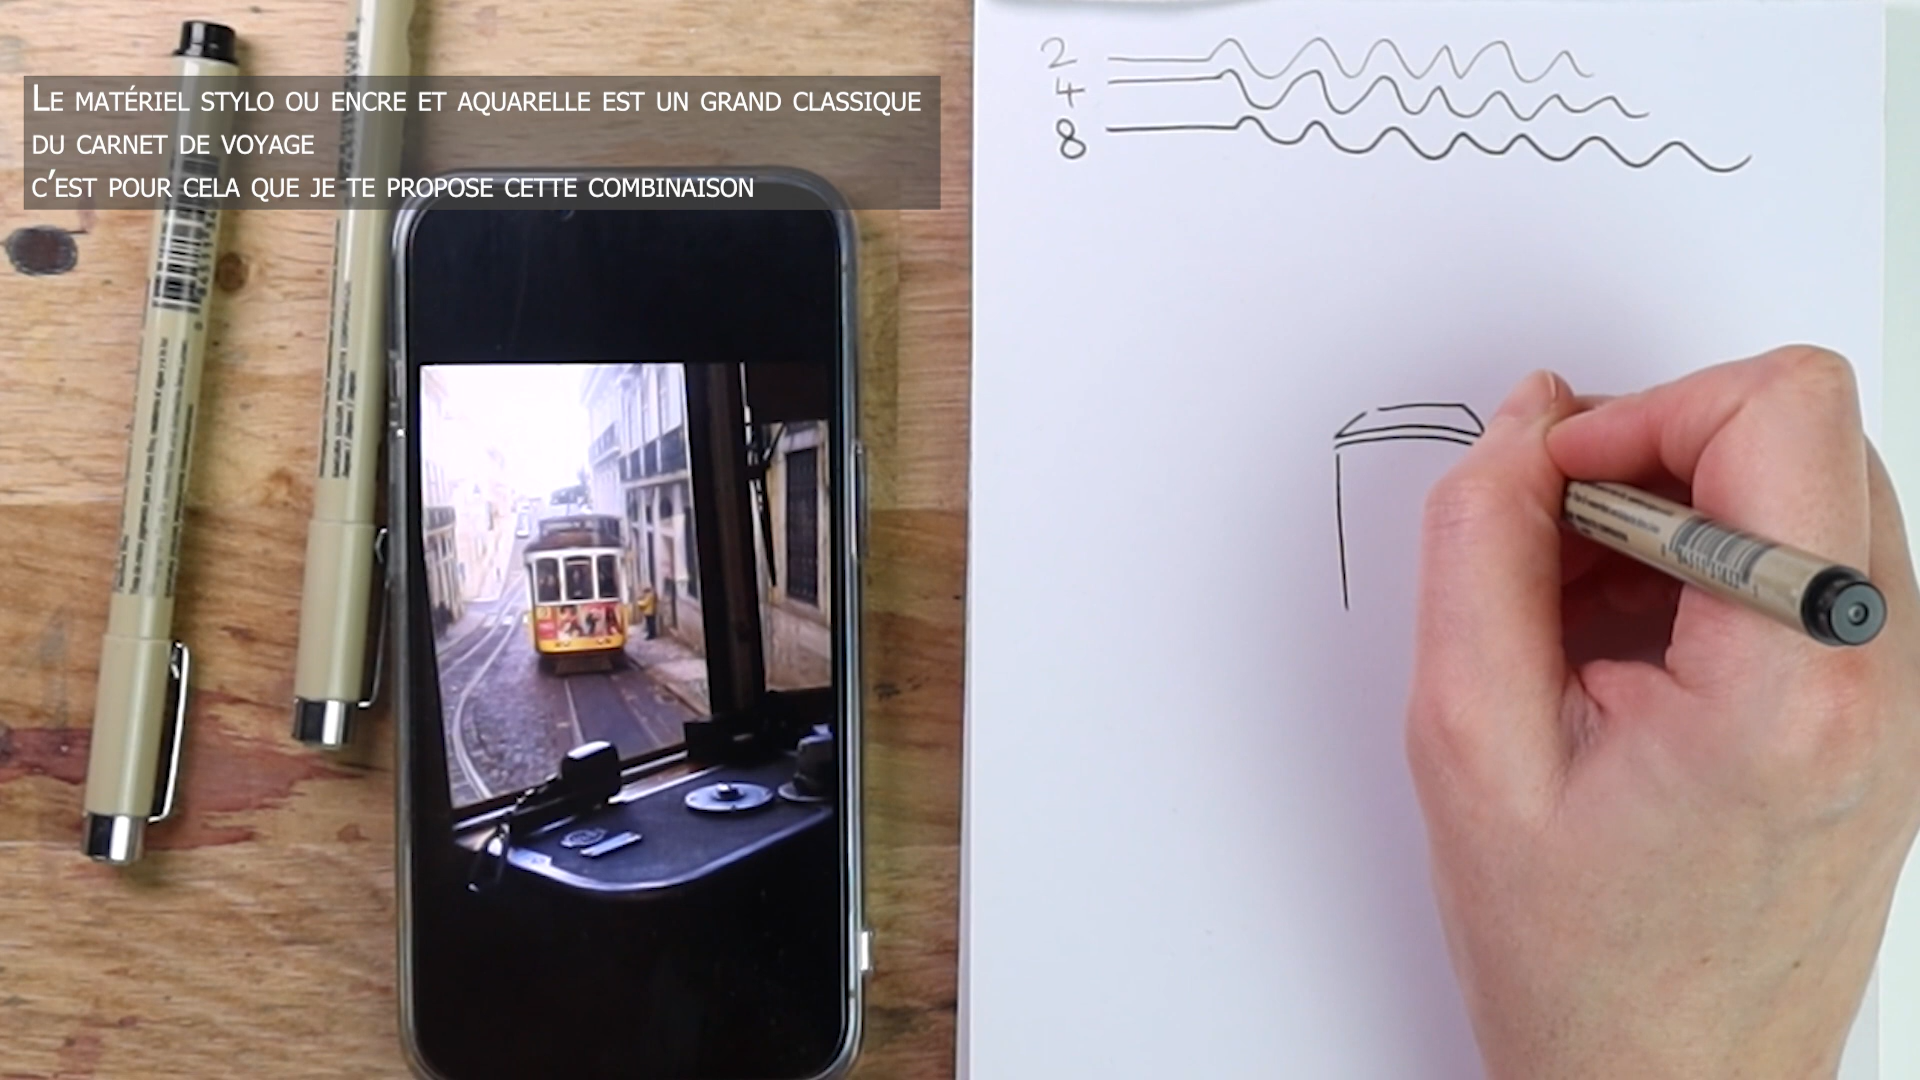 Le matériel stylo ou encre et aquarelle est un grand classique
du carnet de voyage
c'est pour cela que je te propose cette combinaison
2
4
8